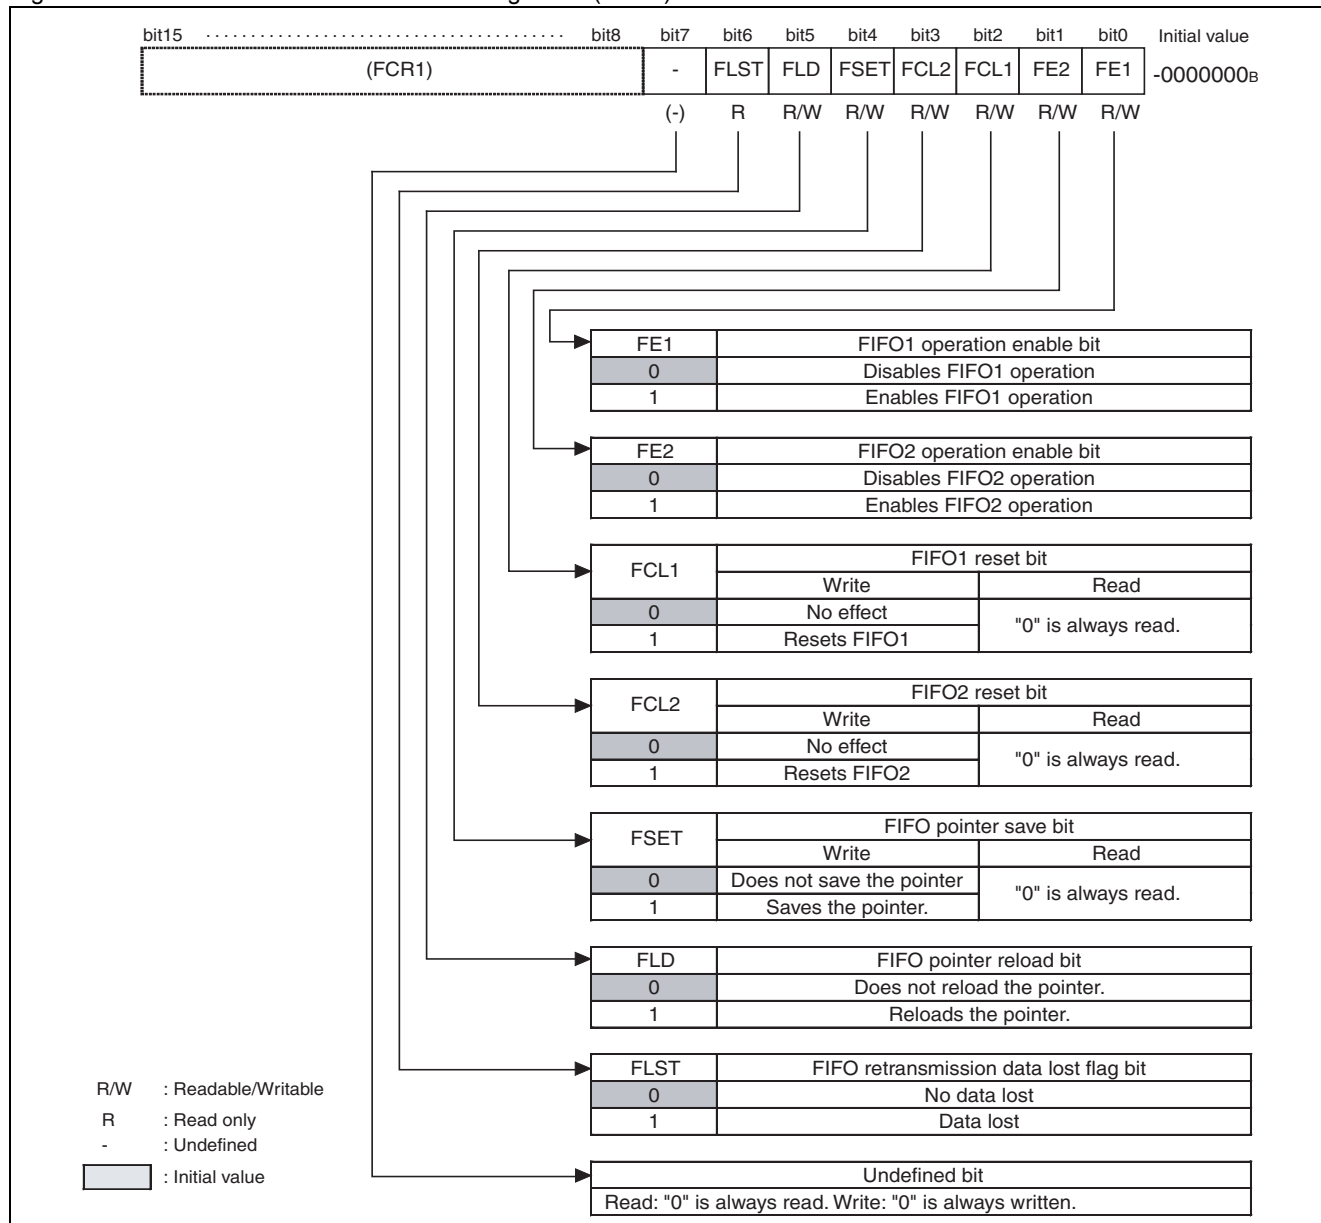 bit15 ........................................ bit8 bit7 bit6 bit5 bit4 bit3 bit2 bit1 bit0 Initial value
(FCR1) - FLST FLD FSET FCL2 FCL1 FE2 FE1 -0000000B
(-) R R/W R/W R/W R/W R/W R/W
FE1 FIFO1 operation enable bit
0 Disables FIFO1 operation
1 Enables FIFO1 operation
FE2 FIFO2 operation enable bit
0 Disables FIFO2 operation
1 Enables FIFO2 operation
FCL1 FIFO1 reset bit
Write Read
0 No effect "0" is always read.
1 Resets FIFO1
FCL2 FIFO2 reset bit
Write Read
0 No effect "0" is always read.
1 Resets FIFO2
FSET FIFO pointer save bit
Write Read
0 Does not save the pointer "0" is always read.
1 Saves the pointer.
FLD FIFO pointer reload bit
0 Does not reload the pointer.
1 Reloads the pointer.
FLST FIFO retransmission data lost flag bit
0 No data lost
1 Data lost
Undefined bit
Read: "0" is always read. Write: "0" is always written.
R/W : Readable/Writable
R : Read only
- : Undefined
: Initial value